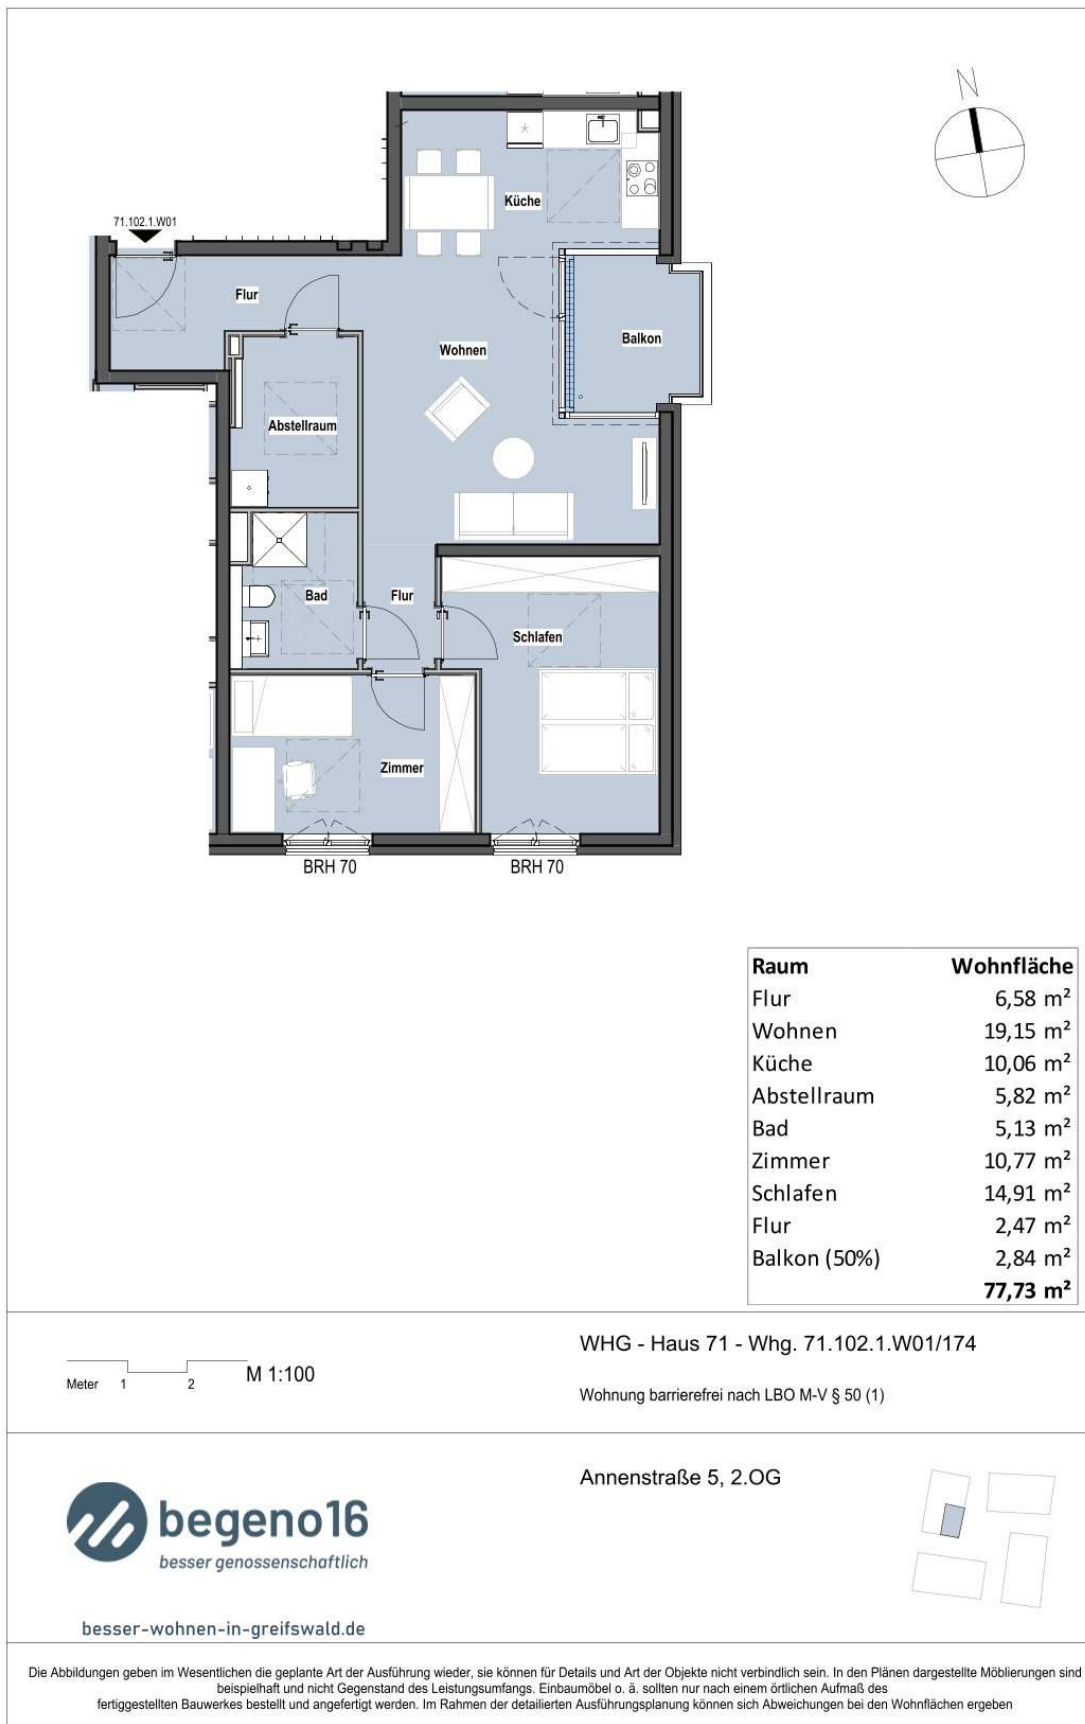 N
71.102.1.W01
Küche
Flur
Balkon
Wohnen
Abstellraum
Bad
Flur
Schlafen
Zimmer
BRH 70
BRH 70
Raum Wohnfläche
Flur 6,58 m²
Wohnen 19,15 m²
Küche 10,06 m²
Abstellraum 5,82 m²
Bad 5,13 m²
Zimmer 10,77 m²
Schlafen 14,91 m²
Flur 2,47 m²
Balkon (50%) 2,84 m²
77,73 m²
WHG - Haus 71 - Whg. 71.102.1.W01/174
Meter 1 2 M 1:100
Wohnung barrierefrei nach LBO M-V § 50 (1)
Annenstraße 5, 2.OG
begeno16
besser genossenschaftlich
besser-wohnen-in-greifswald.de
Die Abbildungen geben im Wesentlichen die geplante Art der Ausführung wieder, sie können für Details und Art der Objekte nicht verbindlich sein. In den Plänen dargestellte Möblierungen sind
beispielhaft und nicht Gegenstand des Leistungsumfangs. Einbaumöbel o. ä. sollten nur nach einem örtlichen Aufmaß des
fertiggestellten Bauwerkes bestellt und angefertigt werden. Im Rahmen der detailierten Ausführungsplanung können sich Abweichungen bei den Wohnflächen ergeben